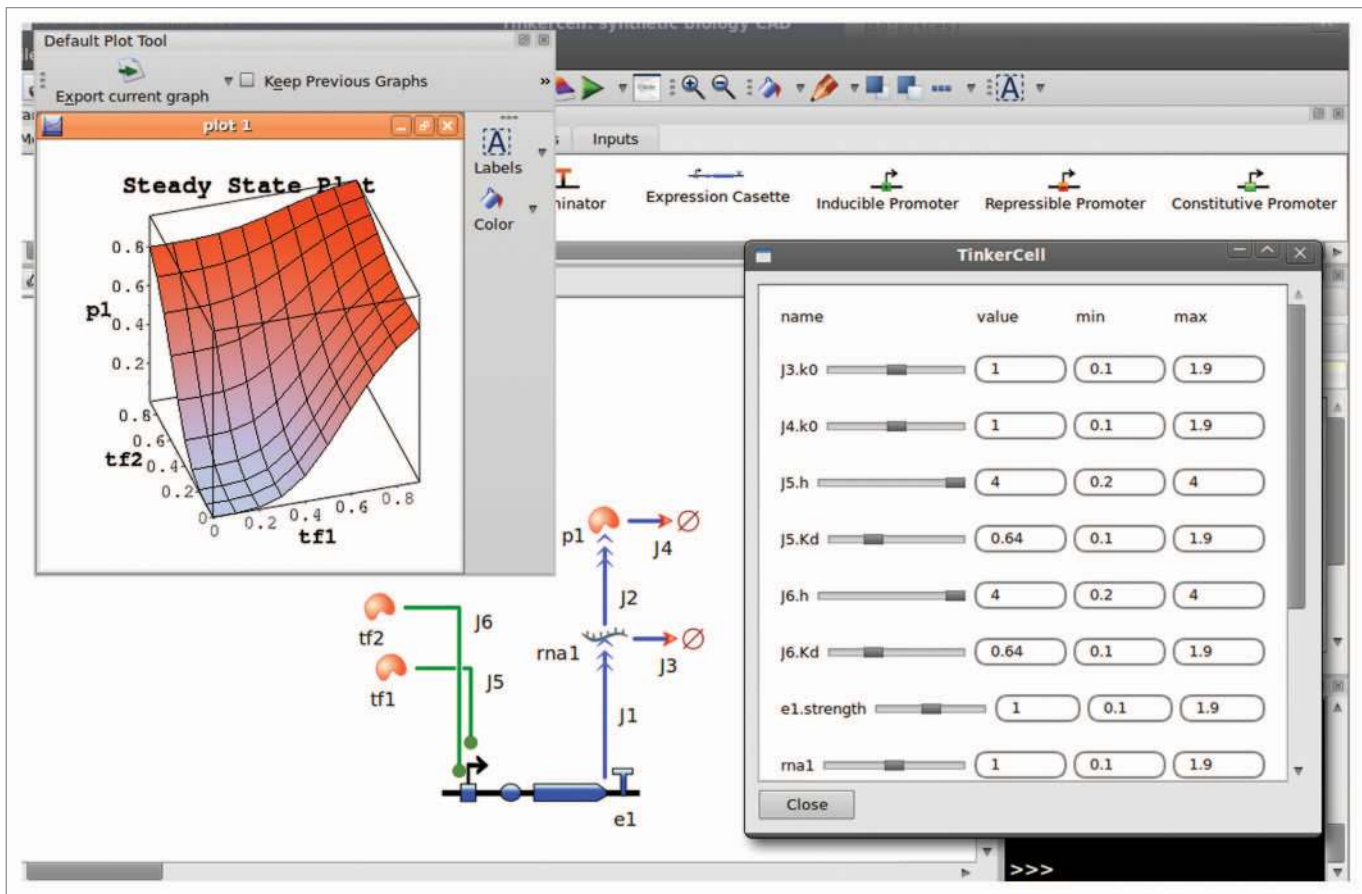 TinkerCell: synthetic biology CAD
Default Plot Tool
Export current graph
Keep Previous Graphs
»
plot 1
Labels
Color
Steady State Plot
0.8
0.6
p1
0.4
0.2
0.8
0.6
tf2
0.4
0.2
0
0
0.2
0.4
0.6
0.8
tf1
Inputs
Expression Casette
Inducible Promoter
Repressible Promoter
Constitutive Promoter
TinkerCell
name value min max
J3.k0 1 0.1 1.9
J4.k0 1 0.1 1.9
J5.h 4 0.2 4
J5.Kd 0.64 0.1 1.9
J6.h 4 0.2 4
J6.Kd 0.64 0.1 1.9
e1.strength 1 0.1 1.9
rna1 1 0.1 1.9
Close
p1
J4
J2
tf2
J6
rna1
J3
tf1
J5
J1
e1
>>>